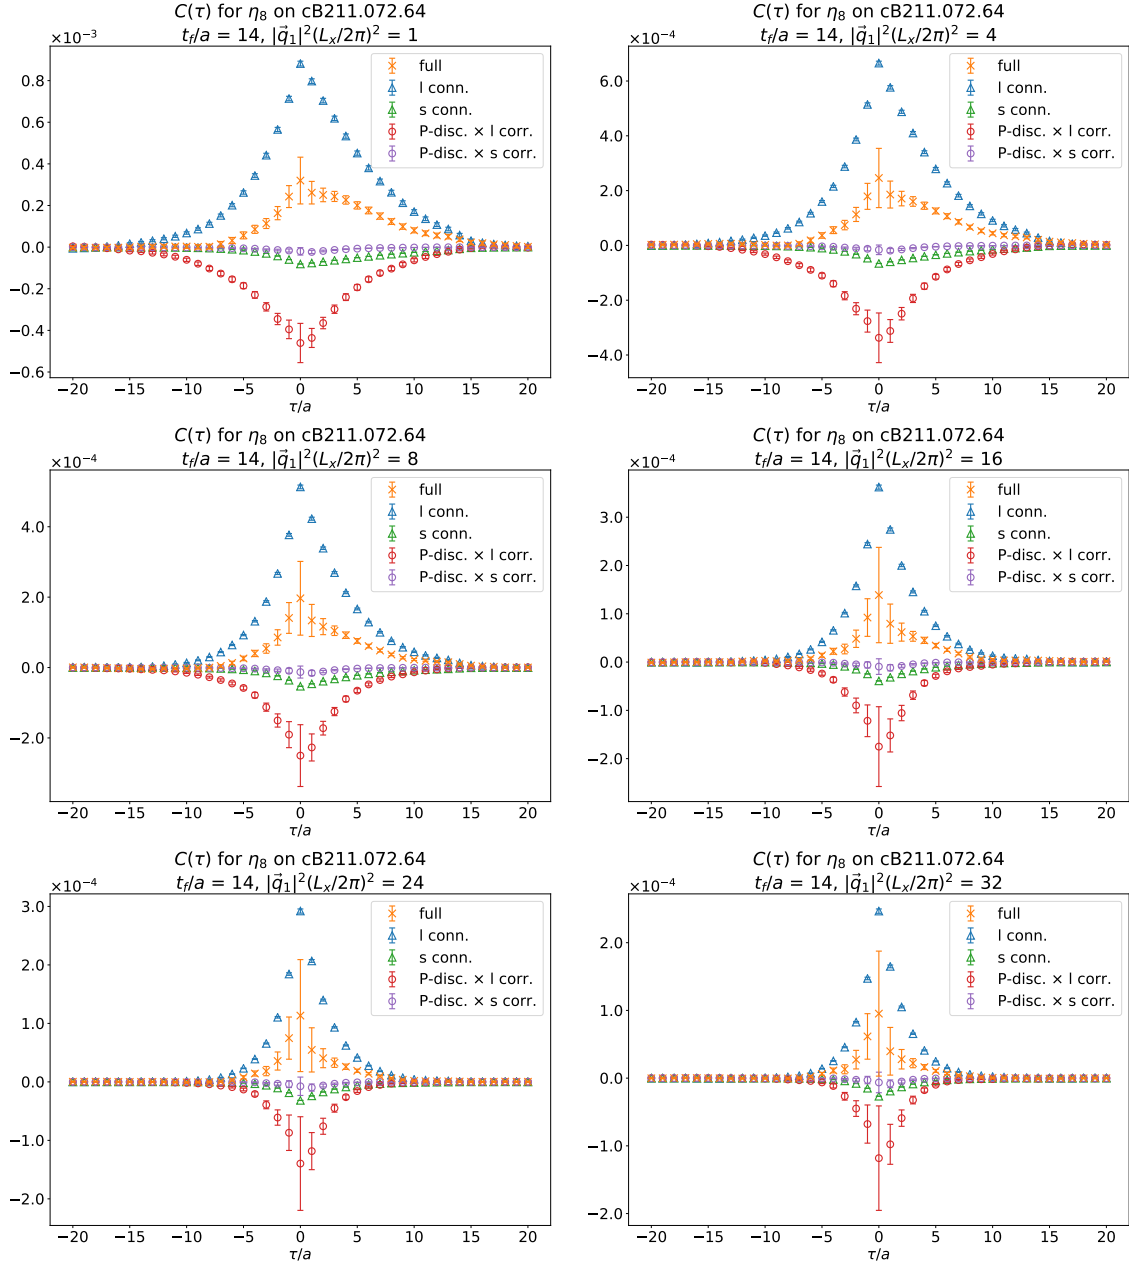 C(τ) for η₈ on cB211.072.64
t_f/a = 14, |q⃗₁|²(L_x/2π)² = 1
×10⁻³
0.8
0.6
0.4
0.2
0.0
−0.2
−0.4
−0.6
full
l conn.
s conn.
P-disc. × l corr.
P-disc. × s corr.
−20 −15 −10 −5 0 5 10 15 20
τ/a
C(τ) for η₈ on cB211.072.64
t_f/a = 14, |q⃗₁|²(L_x/2π)² = 4
×10⁻⁴
6.0
4.0
2.0
0.0
−2.0
−4.0
full
l conn.
s conn.
P-disc. × l corr.
P-disc. × s corr.
−20 −15 −10 −5 0 5 10 15 20
τ/a
C(τ) for η₈ on cB211.072.64
t_f/a = 14, |q⃗₁|²(L_x/2π)² = 8
×10⁻⁴
4.0
2.0
0.0
−2.0
full
l conn.
s conn.
P-disc. × l corr.
P-disc. × s corr.
−20 −15 −10 −5 0 5 10 15 20
τ/a
C(τ) for η₈ on cB211.072.64
t_f/a = 14, |q⃗₁|²(L_x/2π)² = 16
×10⁻⁴
3.0
2.0
1.0
0.0
−1.0
−2.0
full
l conn.
s conn.
P-disc. × l corr.
P-disc. × s corr.
−20 −15 −10 −5 0 5 10 15 20
τ/a
C(τ) for η₈ on cB211.072.64
t_f/a = 14, |q⃗₁|²(L_x/2π)² = 24
×10⁻⁴
3.0
2.0
1.0
0.0
−1.0
−2.0
full
l conn.
s conn.
P-disc. × l corr.
P-disc. × s corr.
−20 −15 −10 −5 0 5 10 15 20
τ/a
C(τ) for η₈ on cB211.072.64
t_f/a = 14, |q⃗₁|²(L_x/2π)² = 32
×10⁻⁴
2.0
1.0
0.0
−1.0
−2.0
full
l conn.
s conn.
P-disc. × l corr.
P-disc. × s corr.
−20 −15 −10 −5 0 5 10 15 20
τ/a